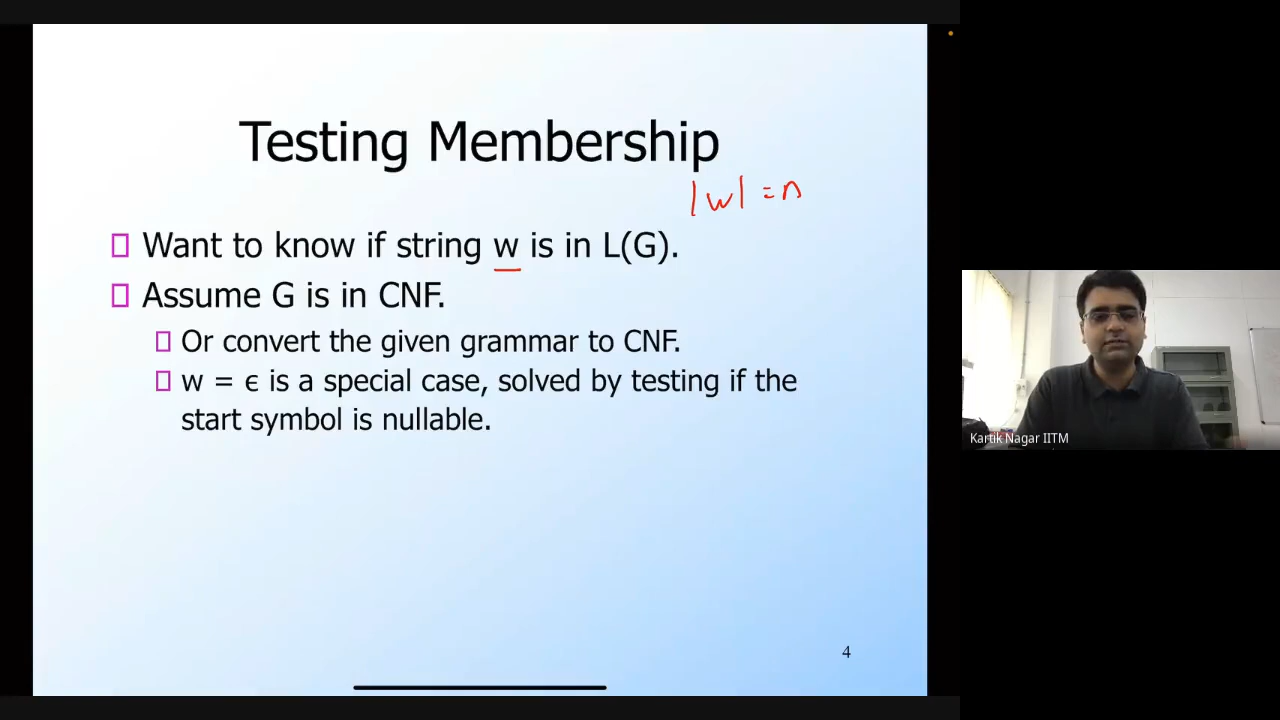 Testing Membership
|w| = n
Want to know if string w is in L(G).
Assume G is in CNF.
Or convert the given grammar to CNF.
w = ϵ is a special case, solved by testing if the
start symbol is nullable.
4
Kartik Nagar IITM